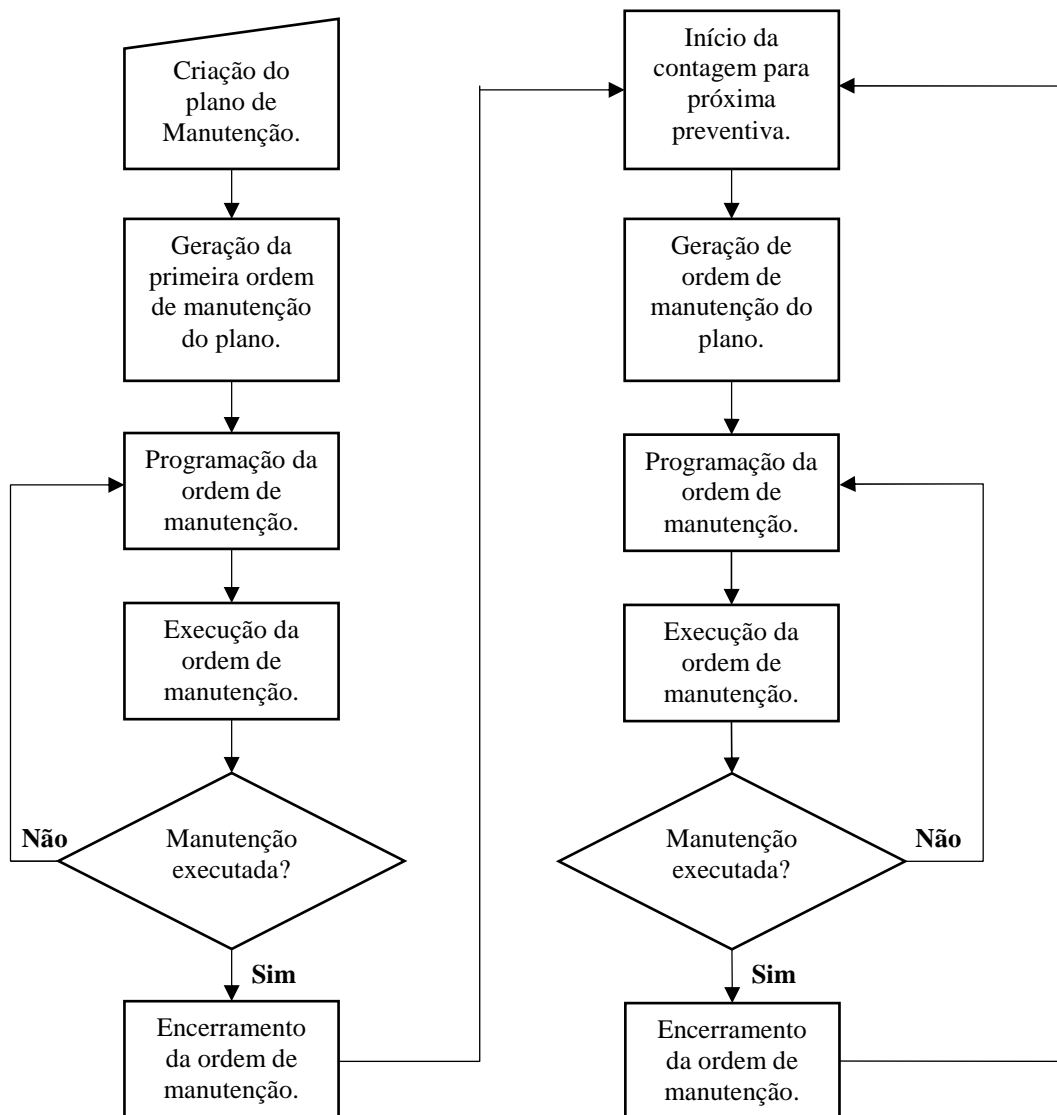 Criação do
plano de
Manutenção.
Geração da
primeira ordem
de manutenção
do plano.
Programação da
ordem de
manutenção.
Execução da
ordem de
manutenção.
Manutenção
executada?
Não
Sim
Encerramento
da ordem de
manutenção.
Início da
contagem para
próxima
preventiva.
Geração de
ordem de
manutenção do
plano.
Programação da
ordem de
manutenção.
Execução da
ordem de
manutenção.
Manutenção
executada?
Não
Sim
Encerramento
da ordem de
manutenção.